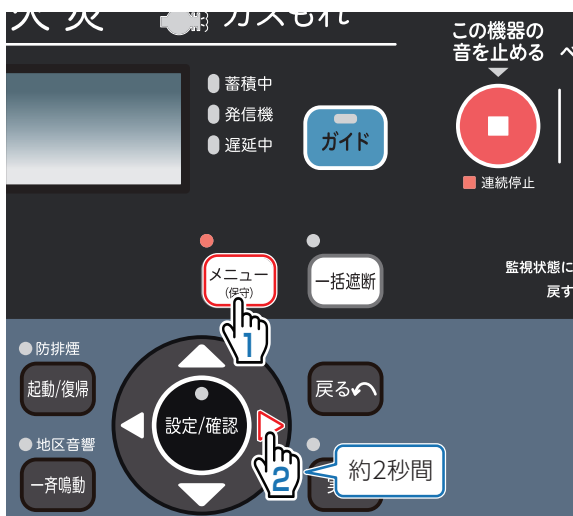 火災
ガスもれ
この機器の
音を止める
蓄積中
発信機
遅延中
ガイド
連続停止
メニュー
(保守)
一括遮断
監視状態に
戻す
1
防排煙
起動/復帰
設定/確認
戻る
地区音響
一斉鳴動
2
約2秒間